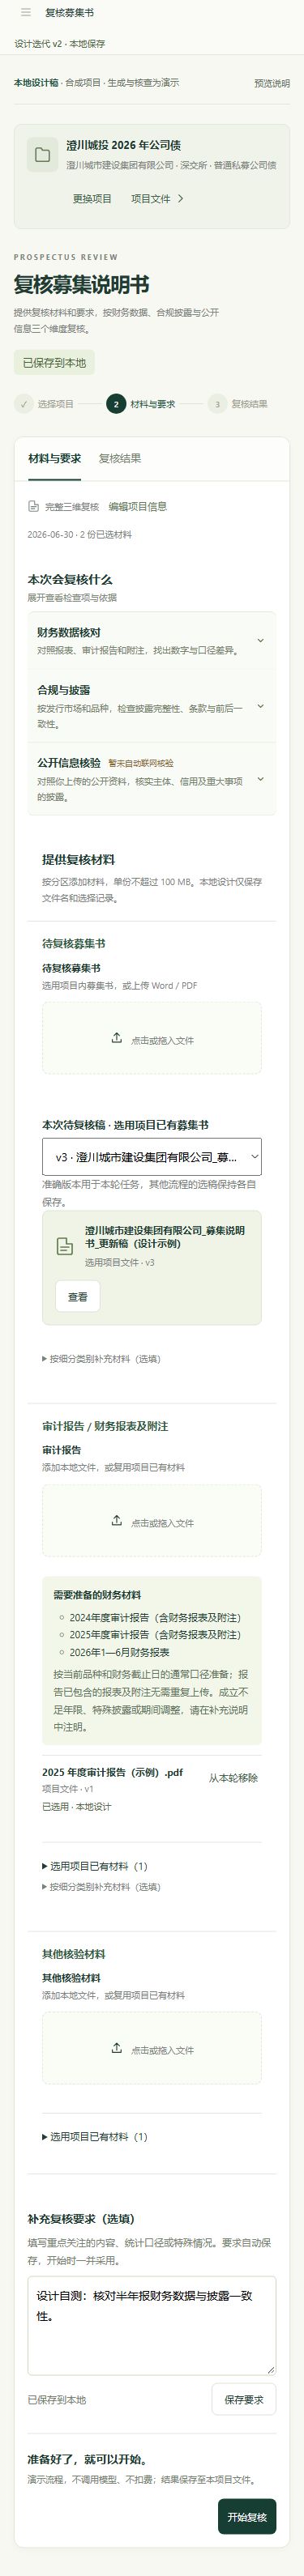 复核募集书
设计迭代 v2 · 本地保存
本地设计稿 · 合成项目 · 生成与核查为演示
预览说明
澄川城投 2026 年公司债
澄川城市建设集团有限公司 · 深交所 · 普通私募公司债
更换项目
项目文件
PROSPECTUS REVIEW
复核募集说明书
提供复核材料和要求，按财务数据、合规披露与公开
信息三个维度复核。
已保存到本地
选择项目
2 材料与要求
3 复核结果
材料与要求
复核结果
完整三维复核 编辑项目信息
2026-06-30 · 2 份已选材料
本次会复核什么
展开查看检查项与依据
财务数据核对
对照报表、审计报告和附注，找出数字与口径差异。
合规与披露
按发行市场和品种，检查披露完整性、条款与前后一
致性。
公开信息核验 暂未自动联网核验
对照你上传的公开资料，核实主体、信用及重大事项
的披露。
提供复核材料
按分区添加材料，单份不超过 100 MB。本地设计仅保存
文件名和选择记录。
待复核募集书
待复核募集书
选用项目内募集书，或上传 Word / PDF
点击或拖入文件
本次待复核稿 · 选用项目已有募集书
v3 · 澄川城市建设集团有限公司_募...
准确版本用于本轮任务，其他流程的选稿保持各自
保存。
澄川城市建设集团有限公司_募集说明
书_更新稿（设计示例）
选用项目文件 · v3
查看
按细分类别补充材料（选填）
审计报告 / 财务报表及附注
审计报告
添加本地文件，或复用项目已有材料
点击或拖入文件
需要准备的财务材料
2024年度审计报告（含财务报表及附注）
2025年度审计报告（含财务报表及附注）
2026年1—6月财务报表
按当前品种和财务截止日的通常口径准备；报
告已包含的报表及附注无需重复上传。成立不
足年限、特殊披露或期间调整，请在补充说明
中注明。
2025 年度审计报告（示例）.pdf
项目文件 · v1
已选用 · 本地设计
从本轮移除
选用项目已有材料（1）
按细分类别补充材料（选填）
其他核验材料
其他核验材料
添加本地文件，或复用项目已有材料
点击或拖入文件
选用项目已有材料（1）
补充复核要求（选填）
填写重点关注的内容、统计口径或特殊情况。要求自动保
存，开始时一并采用。
设计自测：核对半年报财务数据与披露一致
性。
已保存到本地
保存要求
准备好了，就可以开始。
演示流程，不调用模型、不扣费；结果保存至本项目文件。
开始复核